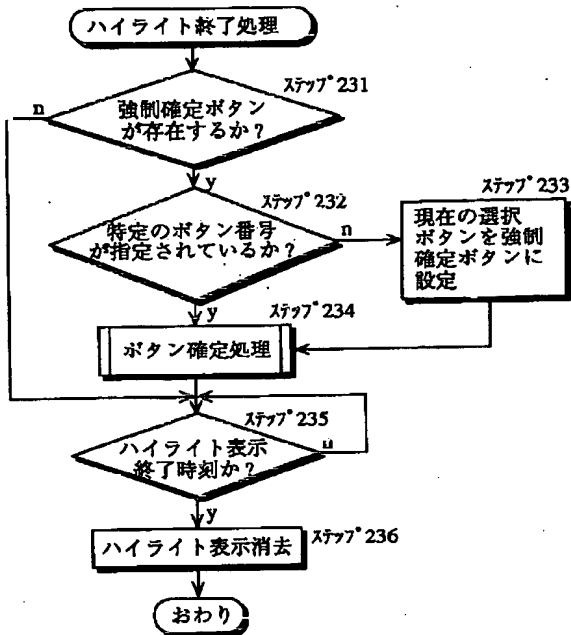 ハイライト終了処理
ステップ231
n
強制確定ボタン
が存在するか？
y
ステップ232
特定のボタン番号
が指定されているか？
n
ステップ233
現在の選択
ボタンを強制
確定ボタンに
設定
y
ステップ234
ボタン確定処理
ステップ235
ハイライト表示
終了時刻か？
n
y
ステップ236
ハイライト表示消去
おわり